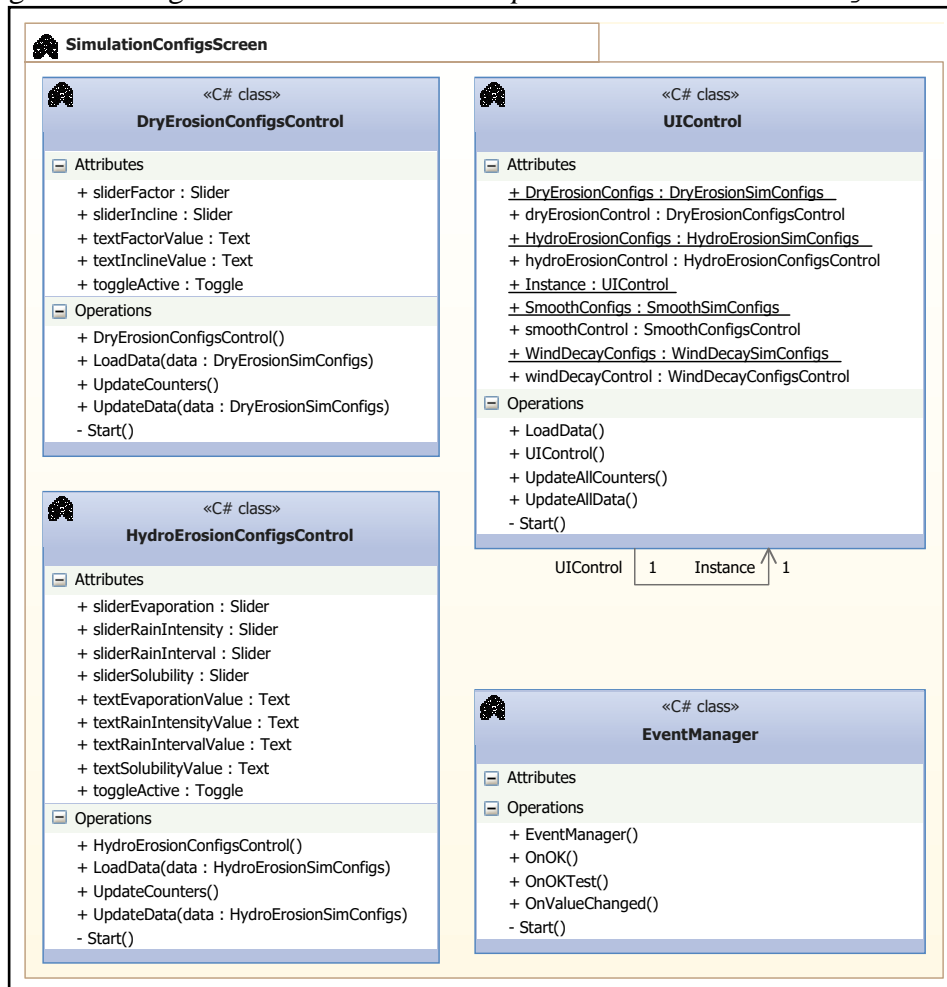 SimulationConfigsScreen
«C# class»
DryErosionConfigsControl
Attributes
+ sliderFactor : Slider
+ sliderIncline : Slider
+ textFactorValue : Text
+ textInclineValue : Text
+ toggleActive : Toggle
Operations
+ DryErosionConfigsControl()
+ LoadData(data : DryErosionSimConfigs)
+ UpdateCounters()
+ UpdateData(data : DryErosionSimConfigs)
- Start()
«C# class»
UIControl
Attributes
+ DryErosionConfigs : DryErosionSimConfigs
+ dryErosionControl : DryErosionConfigsControl
+ HydroErosionConfigs : HydroErosionSimConfigs
+ hydroErosionControl : HydroErosionConfigsControl
+ Instance : UIControl
+ SmoothConfigs : SmoothSimConfigs
+ smoothControl : SmoothConfigsControl
+ WindDecayConfigs : WindDecaySimConfigs
+ windDecayControl : WindDecayConfigsControl
Operations
+ LoadData()
+ UIControl()
+ UpdateAllCounters()
+ UpdateAllData()
- Start()
UIControl 1 Instance 1
«C# class»
HydroErosionConfigsControl
Attributes
+ sliderEvaporation : Slider
+ sliderRainIntensity : Slider
+ sliderRainInterval : Slider
+ sliderSolubility : Slider
+ textEvaporationValue : Text
+ textRainIntensityValue : Text
+ textRainIntervalValue : Text
+ textSolubilityValue : Text
+ toggleActive : Toggle
Operations
+ HydroErosionConfigsControl()
+ LoadData(data : HydroErosionSimConfigs)
+ UpdateCounters()
+ UpdateData(data : HydroErosionSimConfigs)
- Start()
«C# class»
EventManager
Attributes
Operations
+ EventManager()
+ OnOK()
+ OnOKTest()
+ OnValueChanged()
- Start()